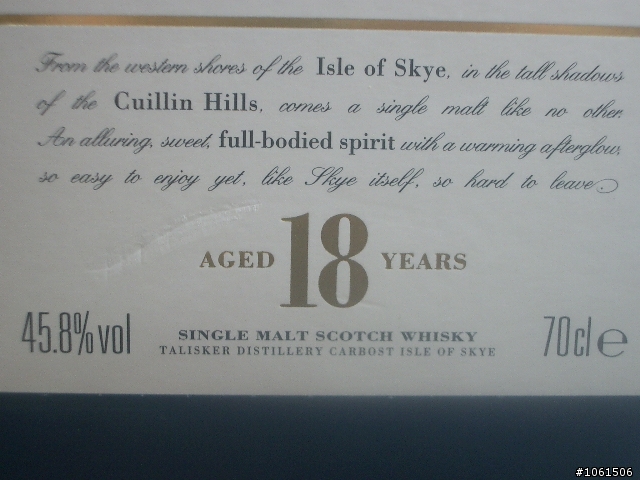 From the western shores of the Isle of Skye, in the tall shadows
of the Cuillin Hills, comes a single malt like no other.
An alluring, sweet, full-bodied spirit with a warming afterglow,
so easy to enjoy yet, like Skye itself, so hard to leave
AGED 18 YEARS
45.8% vol
SINGLE MALT SCOTCH WHISKY
TALISKER DISTILLERY CARBOST ISLE OF SKYE
70cl e
#1061506